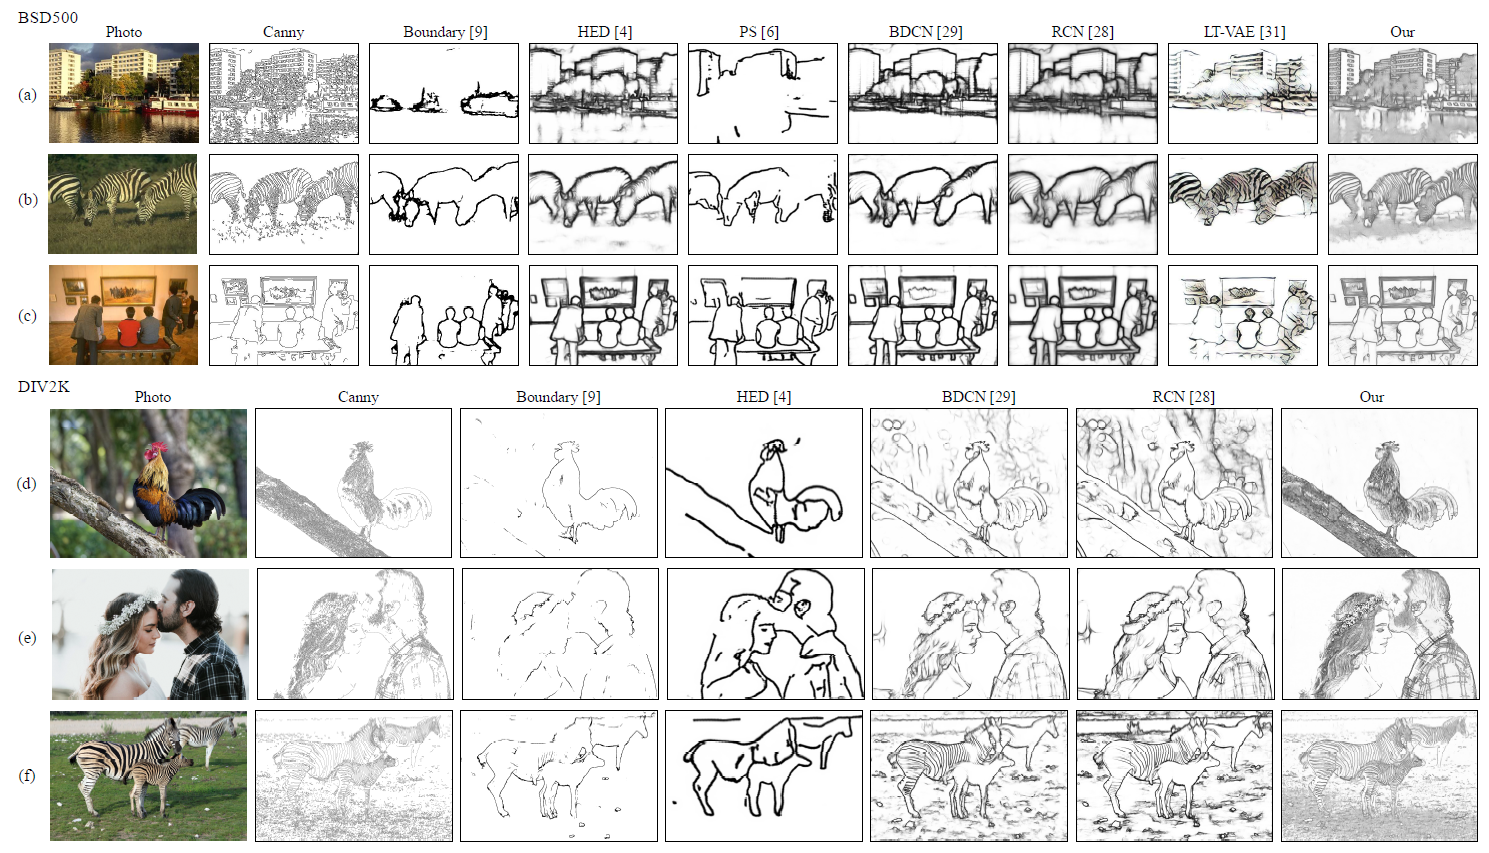 BSD500
Photo Canny Boundary [9] HED [4] PS [6] BDCN [29] RCN [28] LT-VAE [31] Our
(a)
(b)
(c)
DIV2K
Photo Canny Boundary [9] HED [4] BDCN [29] RCN [28] Our
(d)
(e)
(f)